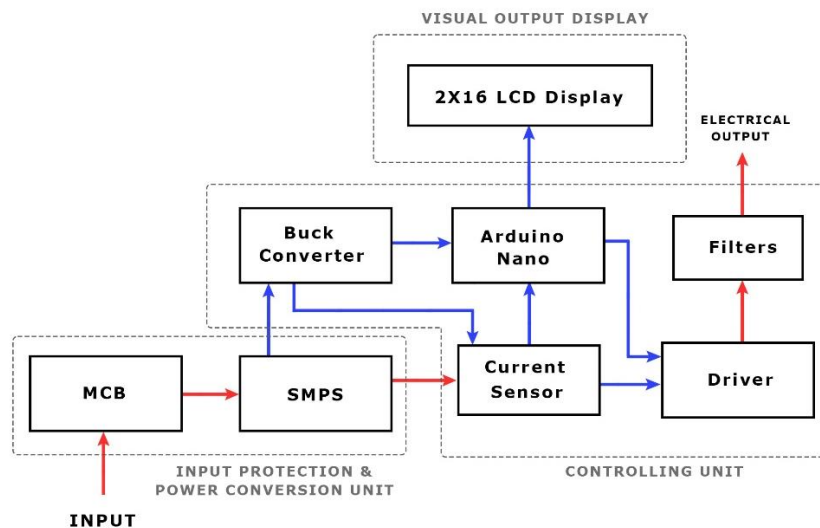 VISUAL OUTPUT DISPLAY
2X16 LCD Display
ELECTRICAL
OUTPUT
Buck
Converter
Arduino
Nano
Filters
MCB
SMPS
Current
Sensor
Driver
INPUT PROTECTION &
POWER CONVERSION UNIT
CONTROLLING UNIT
INPUT